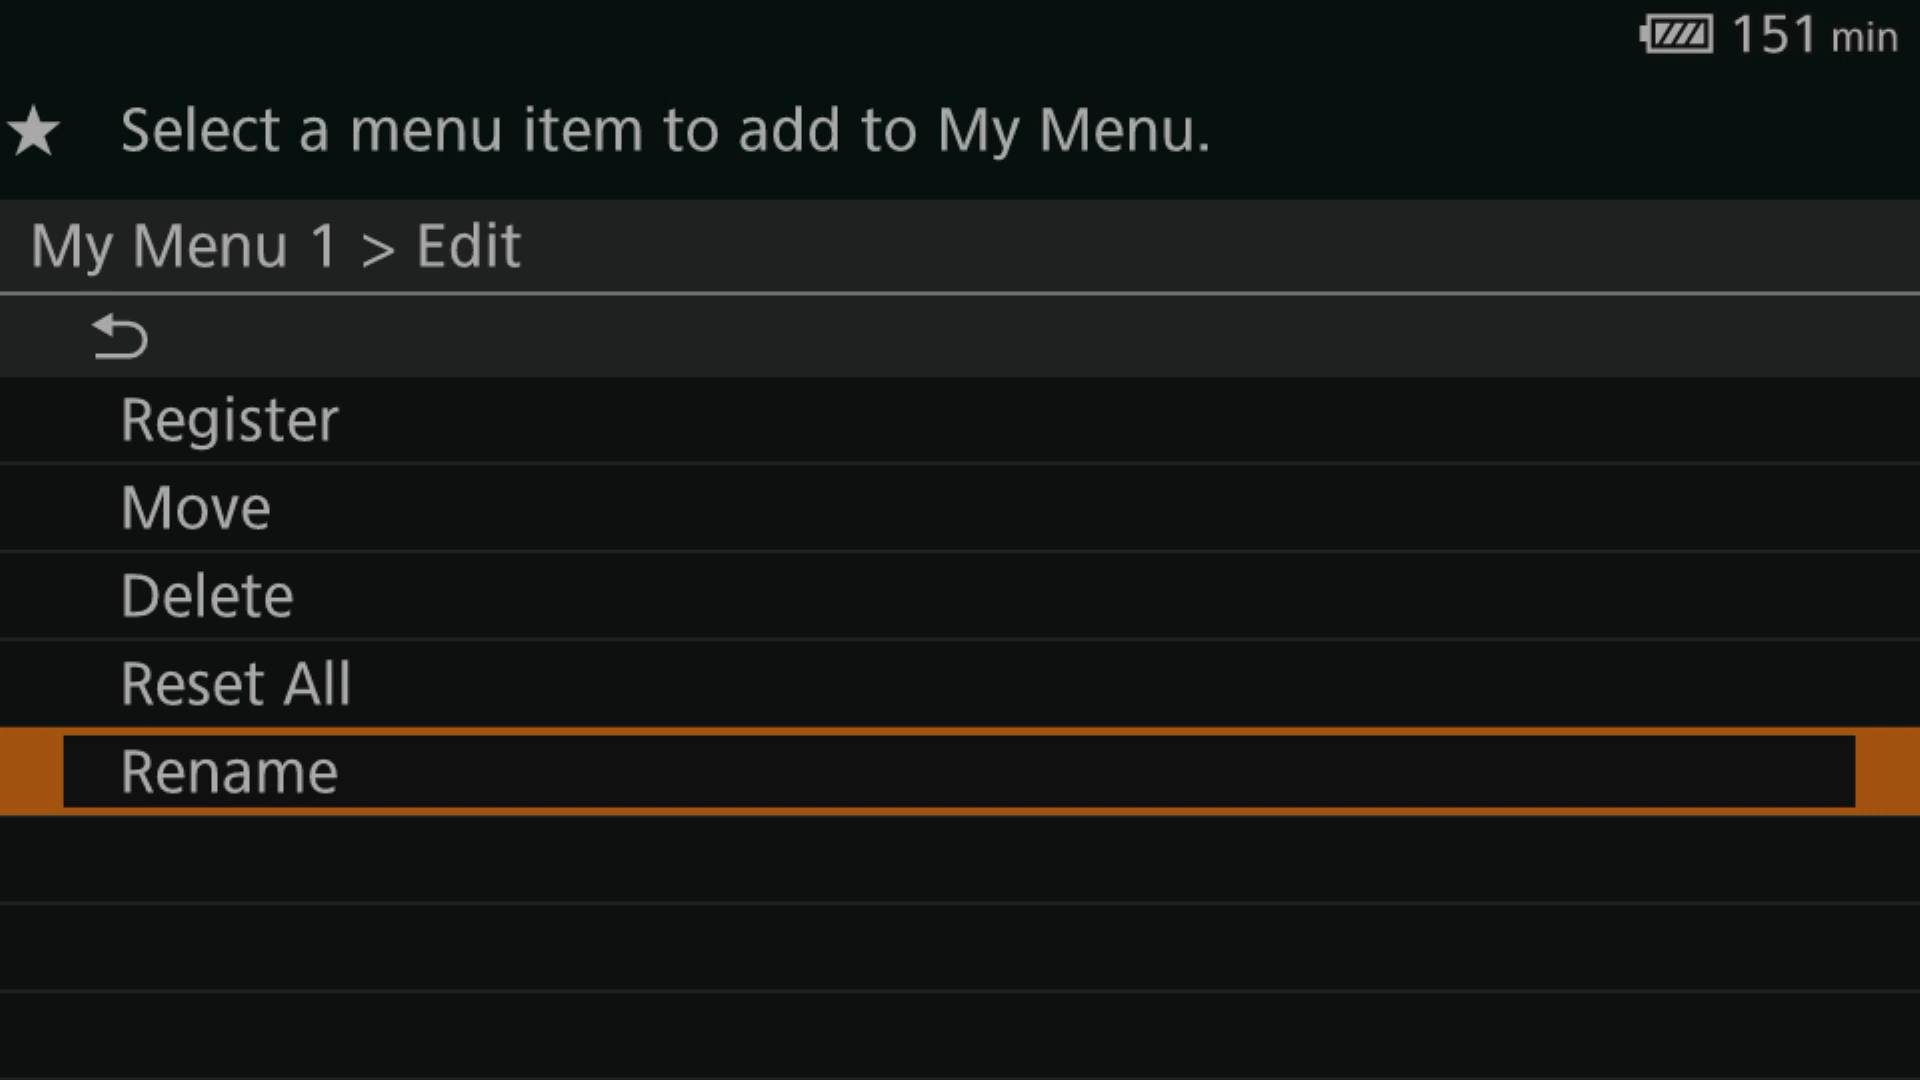 151 min
Select a menu item to add to My Menu.
My Menu 1 > Edit
Register
Move
Delete
Reset All
Rename